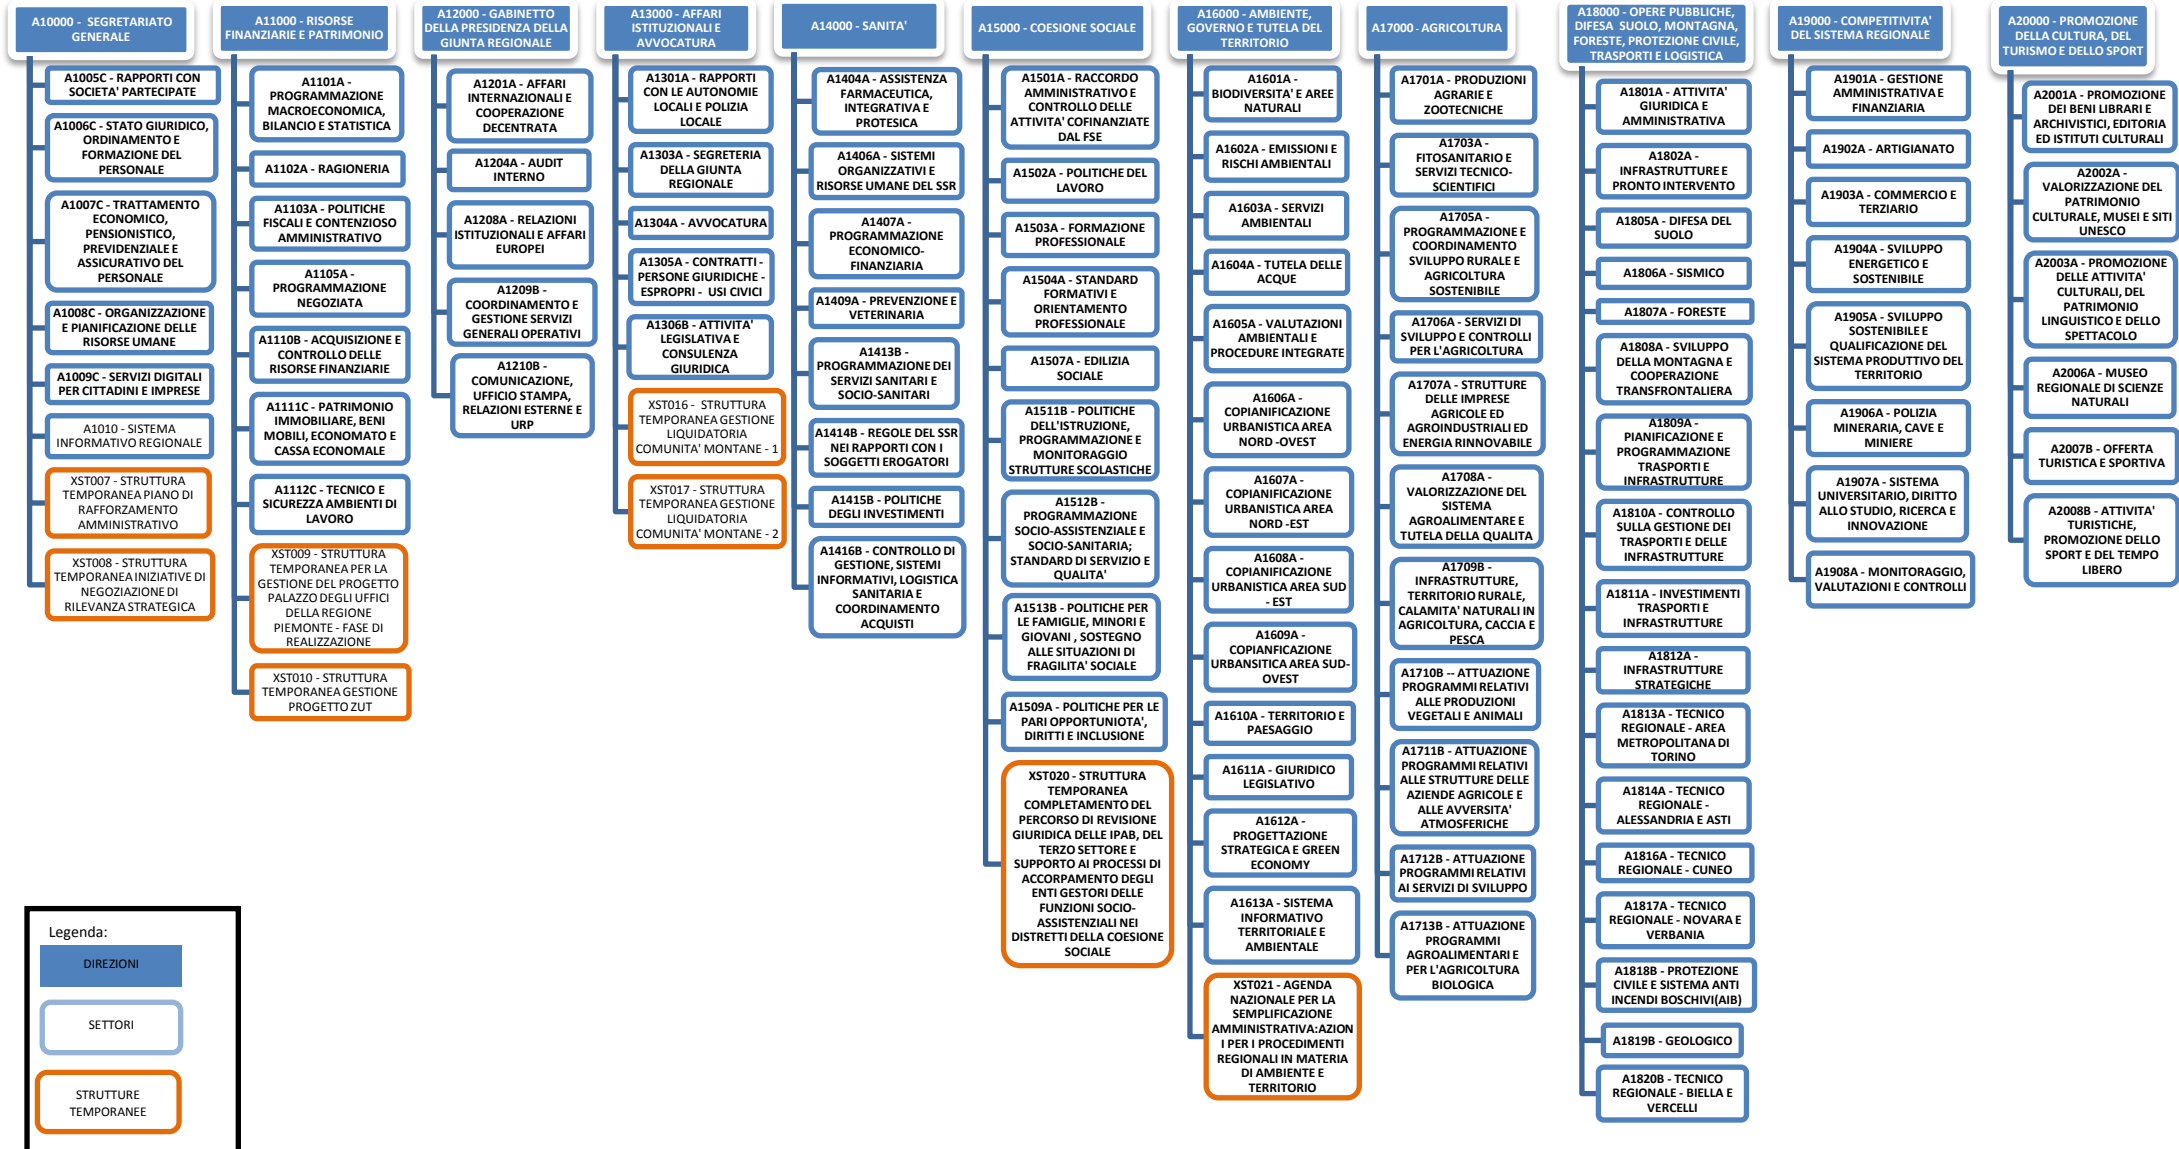 A10000 - SEGRETARIATO
GENERALE
A1005C - RAPPORTI CON
SOCIETA' PARTECIPATE
A1006C - STATO GIURIDICO,
ORDINAMENTO E
FORMAZIONE DEL
PERSONALE
A1007C - TRATTAMENTO
ECONOMICO,
PENSIONISTICO,
PREVIDENZIALE E
ASSICURATIVO DEL
PERSONALE
A1008C - ORGANIZZAZIONE
E PIANIFICAZIONE DELLE
RISORSE UMANE
A1009C - SERVIZI DIGITALI
PER CITTADINI E IMPRESE
A1010 - SISTEMA
INFORMATIVO REGIONALE
XST007 - STRUTTURA
TEMPORANEA PIANO DI
RAFFORZAMENTO
AMMINISTRATIVO
XST008 - STRUTTURA
TEMPORANEA INIZIATIVE DI
NEGOZIAZIONE DI
RILEVANZA STRATEGICA
A11000 - RISORSE
FINANZIARIE E PATRIMONIO
A1101A -
PROGRAMMAZIONE
MACROECONOMICA,
BILANCIO E STATISTICA
A1102A - RAGIONERIA
A1103A - POLITICHE
FISCALI E CONTENZIOSO
AMMINISTRATIVO
A1105A -
PROGRAMMAZIONE
NEGOZIATA
A1110B - ACQUISIZIONE E
CONTROLLO DELLE
RISORSE FINANZIARIE
A1111C - PATRIMONIO
IMMOBILIARE, BENI
MOBILI, ECONOMATO E
CASSA ECONOMALE
A1112C - TECNICO E
SICUREZZA AMBIENTI DI
LAVORO
XST009 - STRUTTURA
TEMPORANEA PER LA
GESTIONE DEL PROGETTO
PALAZZO DEGLI UFFICI
DELLA REGIONE
PIEMONTE - FASE DI
REALIZZAZIONE
XST010 - STRUTTURA
TEMPORANEA GESTIONE
PROGETTO ZUT
A12000 - GABINETTO
DELLA PRESIDENZA DELLA
GIUNTA REGIONALE
A1201A - AFFARI
INTERNAZIONALI E
COOPERAZIONE
DECENTRATA
A1204A - AUDIT
INTERNO
A1208A - RELAZIONI
ISTITUZIONALI E AFFARI
EUROPEI
A1209B -
COORDINAMENTO E
GESTIONE SERVIZI
GENERALI OPERATIVI
A1210B -
COMUNICAZIONE,
UFFICIO STAMPA,
RELAZIONI ESTERNE E
URP
A13000 - AFFARI
ISTITUZIONALI E
AVVOCATURA
A1301A - RAPPORTI
CON LE AUTONOMIE
LOCALI E POLIZIA
LOCALE
A1303A - SEGRETERIA
DELLA GIUNTA
REGIONALE
A1304A - AVVOCATURA
A1305A - CONTRATTI -
PERSONE GIURIDICHE -
ESPROPRI - USI CIVICI
A1306B - ATTIVITA'
LEGISLATIVA E
CONSULENZA
GIURIDICA
XST016 - STRUTTURA
TEMPORANEA GESTIONE
LIQUIDATORIA
COMUNITA' MONTANE - 1
XST017 - STRUTTURA
TEMPORANEA GESTIONE
LIQUIDATORIA
COMUNITA' MONTANE - 2
A14000 - SANITA'
A1404A - ASSISTENZA
FARMACEUTICA,
INTEGRATIVA E
PROTESICA
A1406A - SISTEMI
ORGANIZZATIVI E
RISORSE UMANE DEL SSR
A1407A -
PROGRAMMAZIONE
ECONOMICO-
FINANZIARIA
A1409A - PREVENZIONE E
VETERINARIA
A1413B -
PROGRAMMAZIONE DEI
SERVIZI SANITARI E
SOCIO-SANITARI
A1414B - REGOLE DEL SSR
NEI RAPPORTI CON I
SOGGETTI EROGATORI
A1415B - POLITICHE
DEGLI INVESTIMENTI
A1416B - CONTROLLO DI
GESTIONE, SISTEMI
INFORMATIVI, LOGISTICA
SANITARIA E
COORDINAMENTO
ACQUISTI
A15000 - COESIONE SOCIALE
A1501A - RACCORDO
AMMINISTRATIVO E
CONTROLLO DELLE
ATTIVITA' COFINANZIATE
DAL FSE
A1502A - POLITICHE DEL
LAVORO
A1503A - FORMAZIONE
PROFESSIONALE
A1504A - STANDARD
FORMATIVI E
ORIENTAMENTO
PROFESSIONALE
A1507A - EDILIZIA
SOCIALE
A1511B - POLITICHE
DELL'ISTRUZIONE,
PROGRAMMAZIONE E
MONITORAGGIO
STRUTTURE SCOLASTICHE
A1512B -
PROGRAMMAZIONE
SOCIO-ASSISTENZIALE E
SOCIO-SANITARIA;
STANDARD DI SERVIZIO E
QUALITA'
A1513B - POLITICHE PER
LE FAMIGLIE, MINORI E
GIOVANI , SOSTEGNO
ALLE SITUAZIONI DI
FRAGILITA' SOCIALE
A1509A - POLITICHE PER LE
PARI OPPORTUNIOTA',
DIRITTI E INCLUSIONE
XST020 - STRUTTURA
TEMPORANEA
COMPLETAMENTO DEL
PERCORSO DI REVISIONE
GIURIDICA DELLE IPAB, DEL
TERZO SETTORE E
SUPPORTO AI PROCESSI DI
ACCORPAMENTO DEGLI
ENTI GESTORI DELLE
FUNZIONI SOCIO-
ASSISTENZIALI NEI
DISTRETTI DELLA COESIONE
SOCIALE
A16000 - AMBIENTE,
GOVERNO E TUTELA DEL
TERRITORIO
A1601A -
BIODIVERSITA' E AREE
NATURALI
A1602A - EMISSIONI E
RISCHI AMBIENTALI
A1603A - SERVIZI
AMBIENTALI
A1604A - TUTELA DELLE
ACQUE
A1605A - VALUTAZIONI
AMBIENTALI E
PROCEDURE INTEGRATE
A1606A -
COPIANIFICAZIONE
URBANISTICA AREA
NORD -OVEST
A1607A -
COPIANIFICAZIONE
URBANISTICA AREA
NORD -EST
A1608A -
COPIANIFICAZIONE
URBANISTICA AREA SUD
- EST
A1609A -
COPIANFICAZIONE
URBANSITICA AREA SUD-
OVEST
A1610A - TERRITORIO E
PAESAGGIO
A1611A - GIURIDICO
LEGISLATIVO
A1612A -
PROGETTAZIONE
STRATEGICA E GREEN
ECONOMY
A1613A - SISTEMA
INFORMATIVO
TERRITORIALE E
AMBIENTALE
XST021 - AGENDA
NAZIONALE PER LA
SEMPLIFICAZIONE
AMMINISTRATIVA:AZION
I PER I PROCEDIMENTI
REGIONALI IN MATERIA
DI AMBIENTE E
TERRITORIO
A17000 - AGRICOLTURA
A1701A - PRODUZIONI
AGRARIE E
ZOOTECNICHE
A1703A -
FITOSANITARIO E
SERVIZI TECNICO-
SCIENTIFICI
A1705A -
PROGRAMMAZIONE E
COORDINAMENTO
SVILUPPO RURALE E
AGRICOLTURA
SOSTENIBILE
A1706A - SERVIZI DI
SVILUPPO E CONTROLLI
PER L'AGRICOLTURA
A1707A - STRUTTURE
DELLE IMPRESE
AGRICOLE ED
AGROINDUSTRIALI ED
ENERGIA RINNOVABILE
A1708A -
VALORIZZAZIONE DEL
SISTEMA
AGROALIMENTARE E
TUTELA DELLA QUALITA
A1709B -
INFRASTRUTTURE,
TERRITORIO RURALE,
CALAMITA' NATURALI IN
AGRICOLTURA, CACCIA E
PESCA
A1710B -- ATTUAZIONE
PROGRAMMI RELATIVI
ALLE PRODUZIONI
VEGETALI E ANIMALI
A1711B - ATTUAZIONE
PROGRAMMI RELATIVI
ALLE STRUTTURE DELLE
AZIENDE AGRICOLE E
ALLE AVVERSITA'
ATMOSFERICHE
A1712B - ATTUAZIONE
PROGRAMMI RELATIVI
AI SERVIZI DI SVILUPPO
A1713B - ATTUAZIONE
PROGRAMMI
AGROALIMENTARI E
PER L'AGRICOLTURA
BIOLOGICA
A18000 - OPERE PUBBLICHE,
DIFESA SUOLO, MONTAGNA,
FORESTE, PROTEZIONE CIVILE,
TRASPORTI E LOGISTICA
A1801A - ATTIVITA'
GIURIDICA E
AMMINISTRATIVA
A1802A -
INFRASTRUTTURE E
PRONTO INTERVENTO
A1805A - DIFESA DEL
SUOLO
A1806A - SISMICO
A1807A - FORESTE
A1808A - SVILUPPO
DELLA MONTAGNA E
COOPERAZIONE
TRANSFRONTALIERA
A1809A -
PIANIFICAZIONE E
PROGRAMMAZIONE
TRASPORTI E
INFRASTRUTTURE
A1810A - CONTROLLO
SULLA GESTIONE DEI
TRASPORTI E DELLE
INFRASTRUTTURE
A1811A - INVESTIMENTI
TRASPORTI E
INFRASTRUTTURE
A1812A -
INFRASTRUTTURE
STRATEGICHE
A1813A - TECNICO
REGIONALE - AREA
METROPOLITANA DI
TORINO
A1814A - TECNICO
REGIONALE -
ALESSANDRIA E ASTI
A1816A - TECNICO
REGIONALE - CUNEO
A1817A - TECNICO
REGIONALE - NOVARA E
VERBANIA
A1818B - PROTEZIONE
CIVILE E SISTEMA ANTI
INCENDI BOSCHIVI(AIB)
A1819B - GEOLOGICO
A1820B - TECNICO
REGIONALE - BIELLA E
VERCELLI
A19000 - COMPETITIVITA'
DEL SISTEMA REGIONALE
A1901A - GESTIONE
AMMINISTRATIVA E
FINANZIARIA
A1902A - ARTIGIANATO
A1903A - COMMERCIO E
TERZIARIO
A1904A - SVILUPPO
ENERGETICO E
SOSTENIBILE
A1905A - SVILUPPO
SOSTENIBILE E
QUALIFICAZIONE DEL
SISTEMA PRODUTTIVO DEL
TERRITORIO
A1906A - POLIZIA
MINERARIA, CAVE E
MINIERE
A1907A - SISTEMA
UNIVERSITARIO, DIRITTO
ALLO STUDIO, RICERCA E
INNOVAZIONE
A1908A - MONITORAGGIO,
VALUTAZIONI E CONTROLLI
A20000 - PROMOZIONE
DELLA CULTURA, DEL
TURISMO E DELLO SPORT
A2001A - PROMOZIONE
DEI BENI LIBRARI E
ARCHIVISTICI, EDITORIA
ED ISTITUTI CULTURALI
A2002A -
VALORIZZAZIONE DEL
PATRIMONIO
CULTURALE, MUSEI E SITI
UNESCO
A2003A - PROMOZIONE
DELLE ATTIVITA'
CULTURALI, DEL
PATRIMONIO
LINGUISTICO E DELLO
SPETTACOLO
A2006A - MUSEO
REGIONALE DI SCIENZE
NATURALI
A2007B - OFFERTA
TURISTICA E SPORTIVA
A2008B - ATTIVITA'
TURISTICHE,
PROMOZIONE DELLO
SPORT E DEL TEMPO
LIBERO
Legenda:
DIREZIONI
SETTORI
STRUTTURE
TEMPORANEE